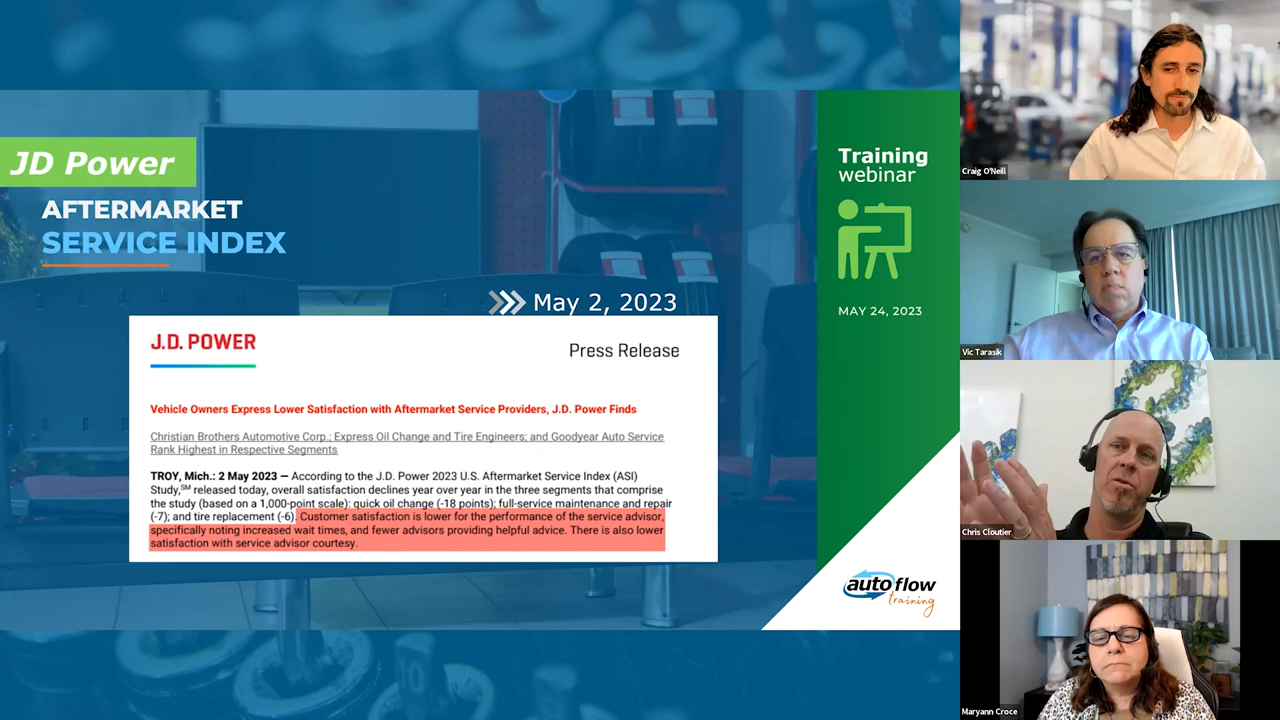 JD Power
AFTERMARKET
SERVICE INDEX
May 2, 2023
J.D. POWER
Press Release
Vehicle Owners Express Lower Satisfaction with Aftermarket Service Providers, J.D. Power Finds
Christian Brothers Automotive Corp.; Express Oil Change and Tire Engineers; and Goodyear Auto Service
Rank Highest in Respective Segments
TROY, Mich.: 2 May 2023 — According to the J.D. Power 2023 U.S. Aftermarket Service Index (ASI)
Study,SM released today, overall satisfaction declines year over year in the three segments that comprise
the study (based on a 1,000-point scale): quick oil change (-18 points); full-service maintenance and repair
(-7); and tire replacement (-6). Customer satisfaction is lower for the performance of the service advisor,
specifically noting increased wait times, and fewer advisors providing helpful advice. There is also lower
satisfaction with service advisor courtesy.
Training
webinar
MAY 24, 2023
autoflow
training
Craig O'Neill
Vic Tarasik
Chris Cloutier
Maryann Croce